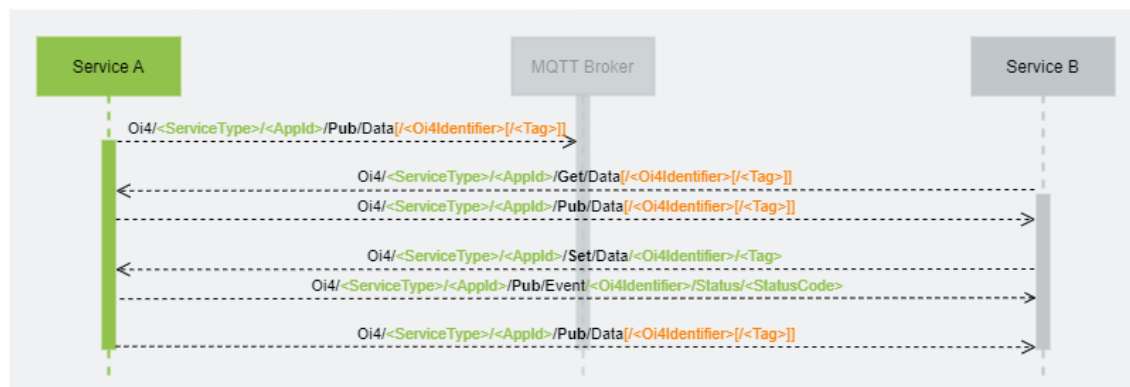 Service A
MQTT Broker
Service B
Oi4/<ServiceType>/<AppId>/Pub/Data[/<Oi4Identifier>[/<Tag>]]
Oi4/<ServiceType>/<AppId>/Get/Data[/<Oi4Identifier>[/<Tag>]]
Oi4/<ServiceType>/<AppId>/Pub/Data[/<Oi4Identifier>[/<Tag>]]
Oi4/<ServiceType>/<AppId>/Set/Data/<Oi4Identifier>/<Tag>
Oi4/<ServiceType>/<AppId>/Pub/Event/<Oi4Identifier>/Status/<StatusCode>
Oi4/<ServiceType>/<AppId>/Pub/Data[/<Oi4Identifier>[/<Tag>]]